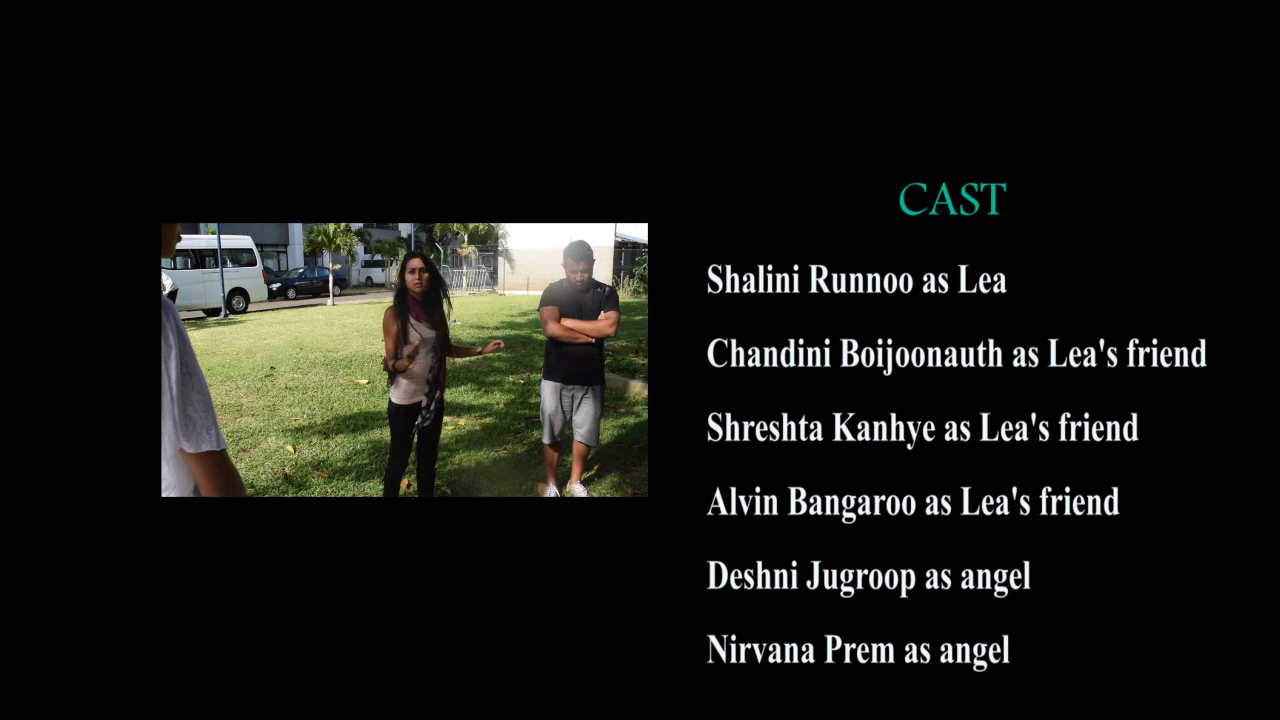 CAST
Shalini Runnoo as Lea
Chandini Boijoonauth as Lea's friend
Shreshta Kanhye as Lea's friend
Alvin Bangaroo as Lea's friend
Deshni Jugroop as angel
Nirvana Prem as angel